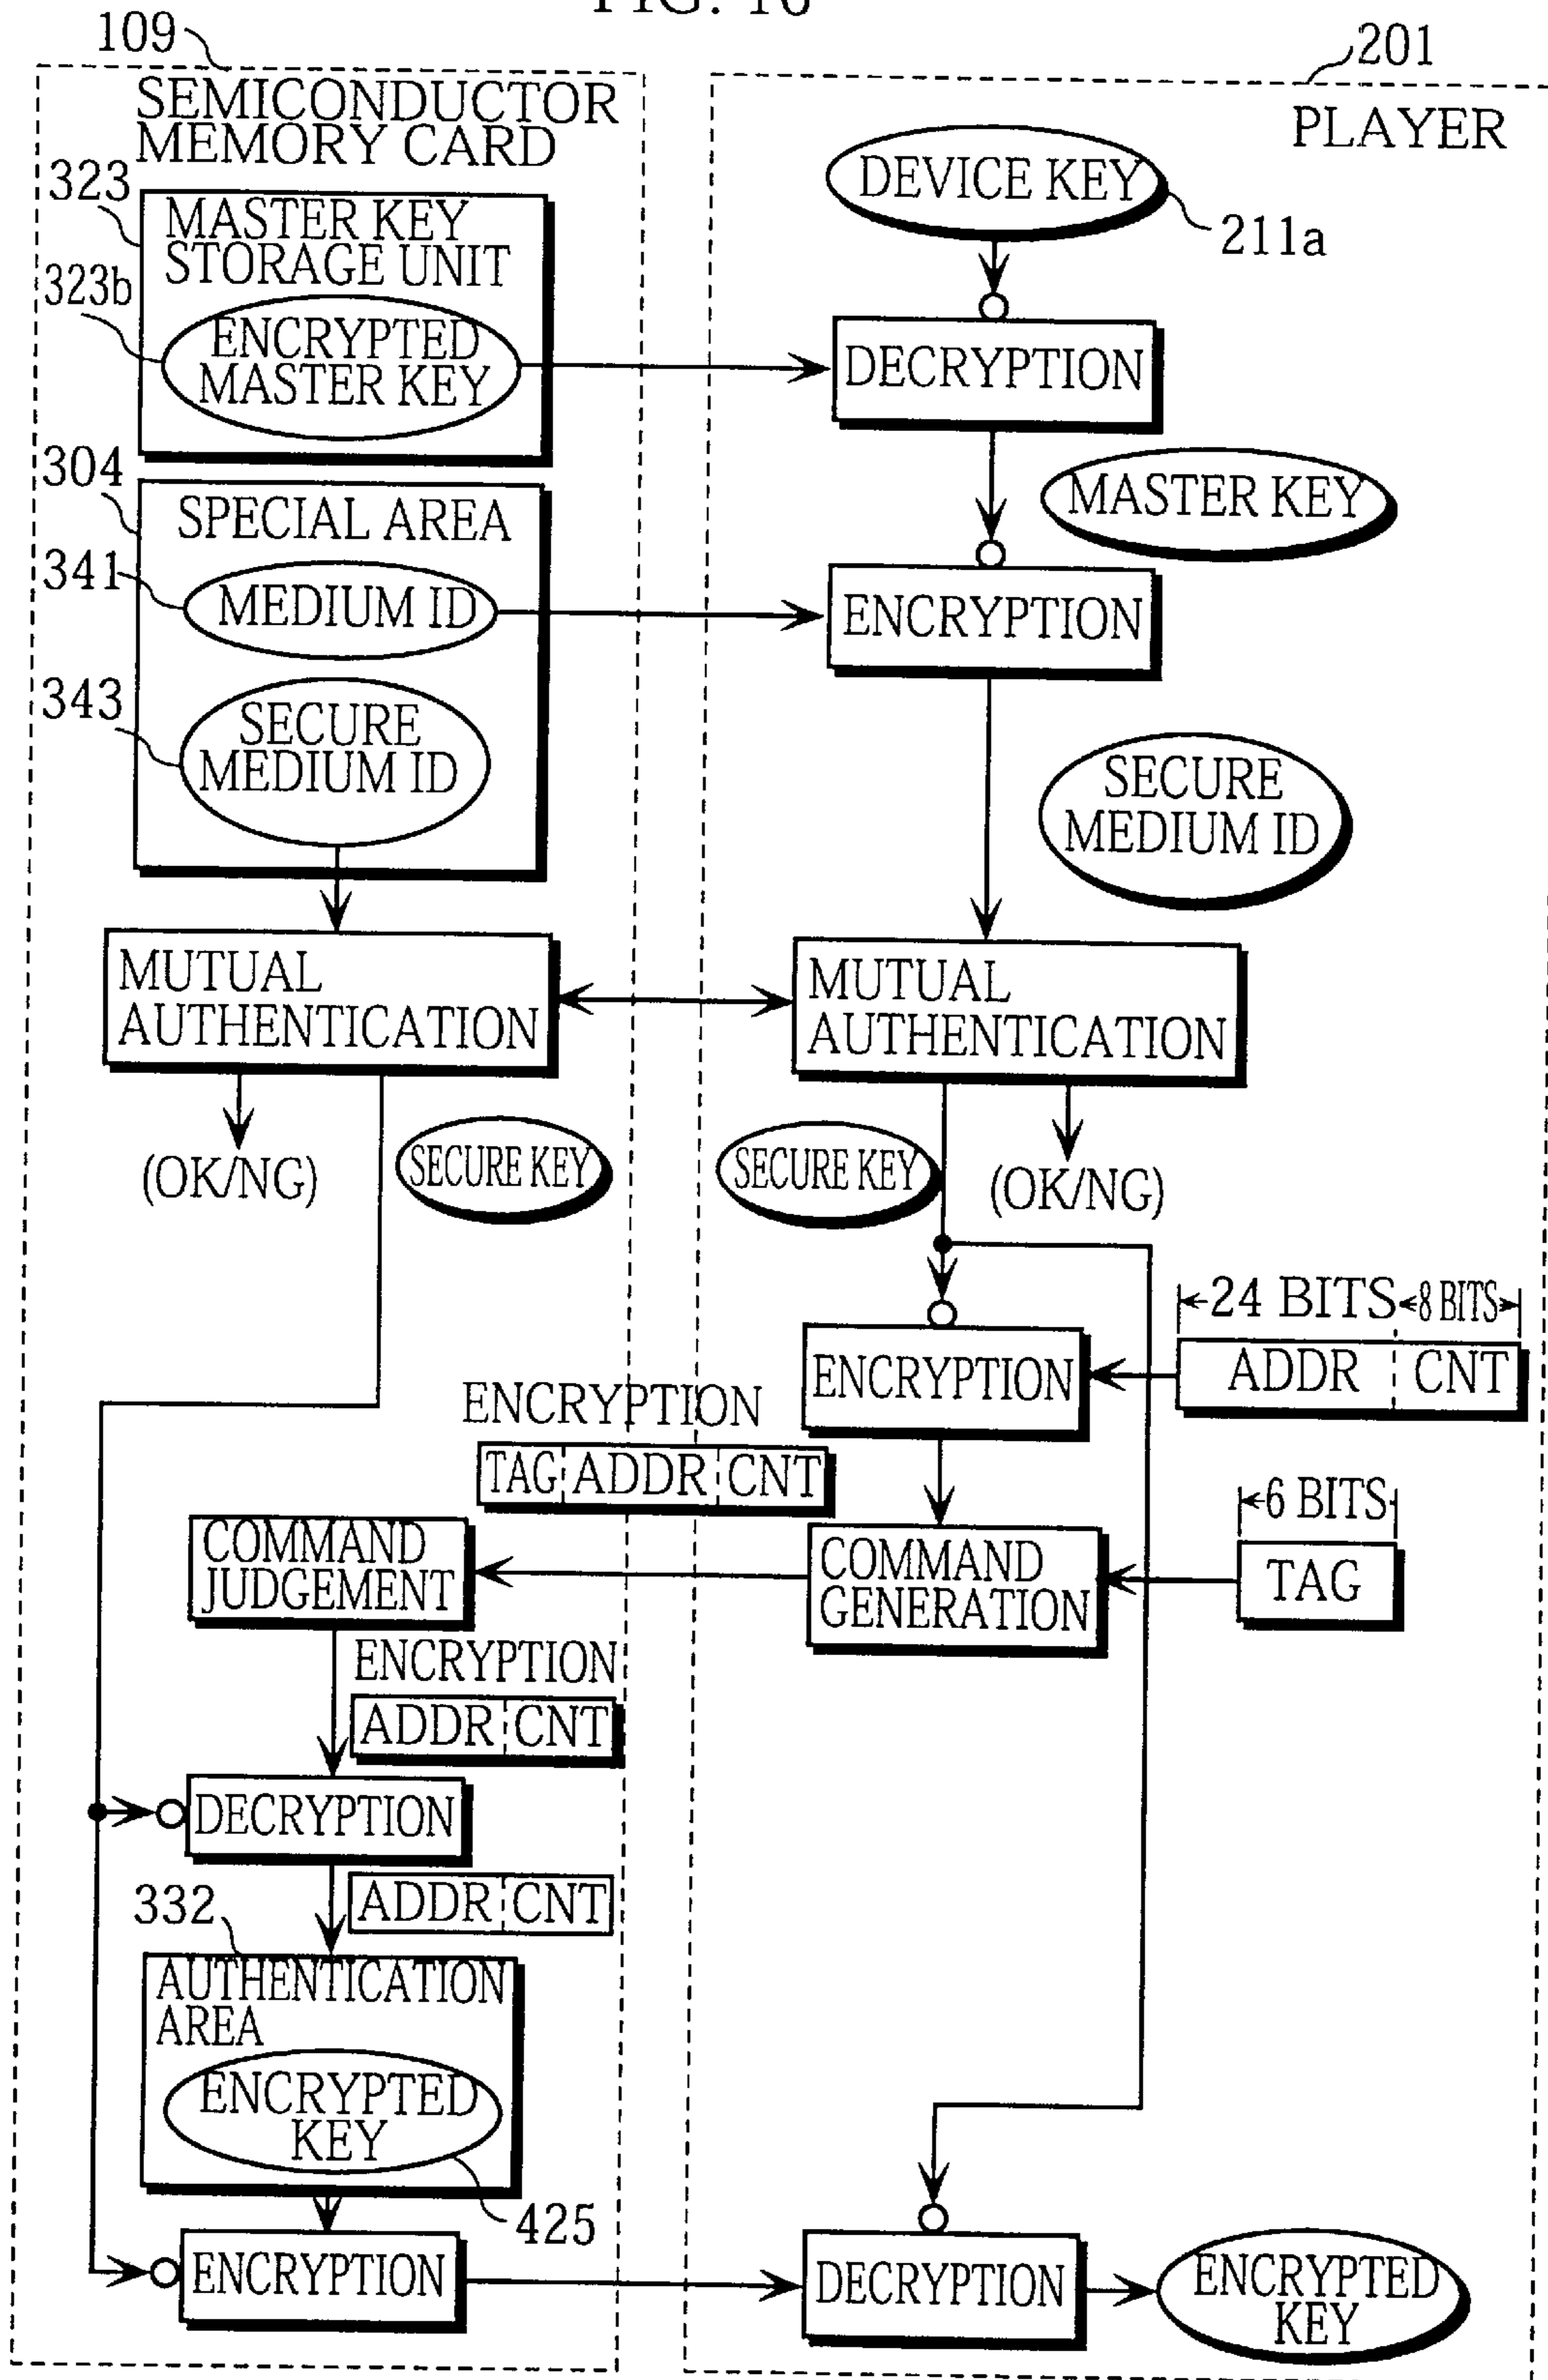 109
201
SEMICONDUCTOR
MEMORY CARD
PLAYER
323
MASTER KEY
STORAGE UNIT
323b
ENCRYPTED
MASTER KEY
DEVICE KEY
211a
DECRYPTION
304
SPECIAL AREA
MASTER KEY
341
MEDIUM ID
ENCRYPTION
343
SECURE
MEDIUM ID
SECURE
MEDIUM ID
MUTUAL
AUTHENTICATION
MUTUAL
AUTHENTICATION
(OK/NG)
SECURE KEY
SECURE KEY
(OK/NG)
24 BITS
8 BITS
ENCRYPTION
ADDR CNT
ENCRYPTION
TAG ADDR CNT
6 BITS
COMMAND
JUDGEMENT
COMMAND
GENERATION
TAG
ENCRYPTION
ADDR CNT
DECRYPTION
ADDR CNT
332
AUTHENTICATION
AREA
ENCRYPTED
KEY
425
ENCRYPTION
DECRYPTION
ENCRYPTED
KEY